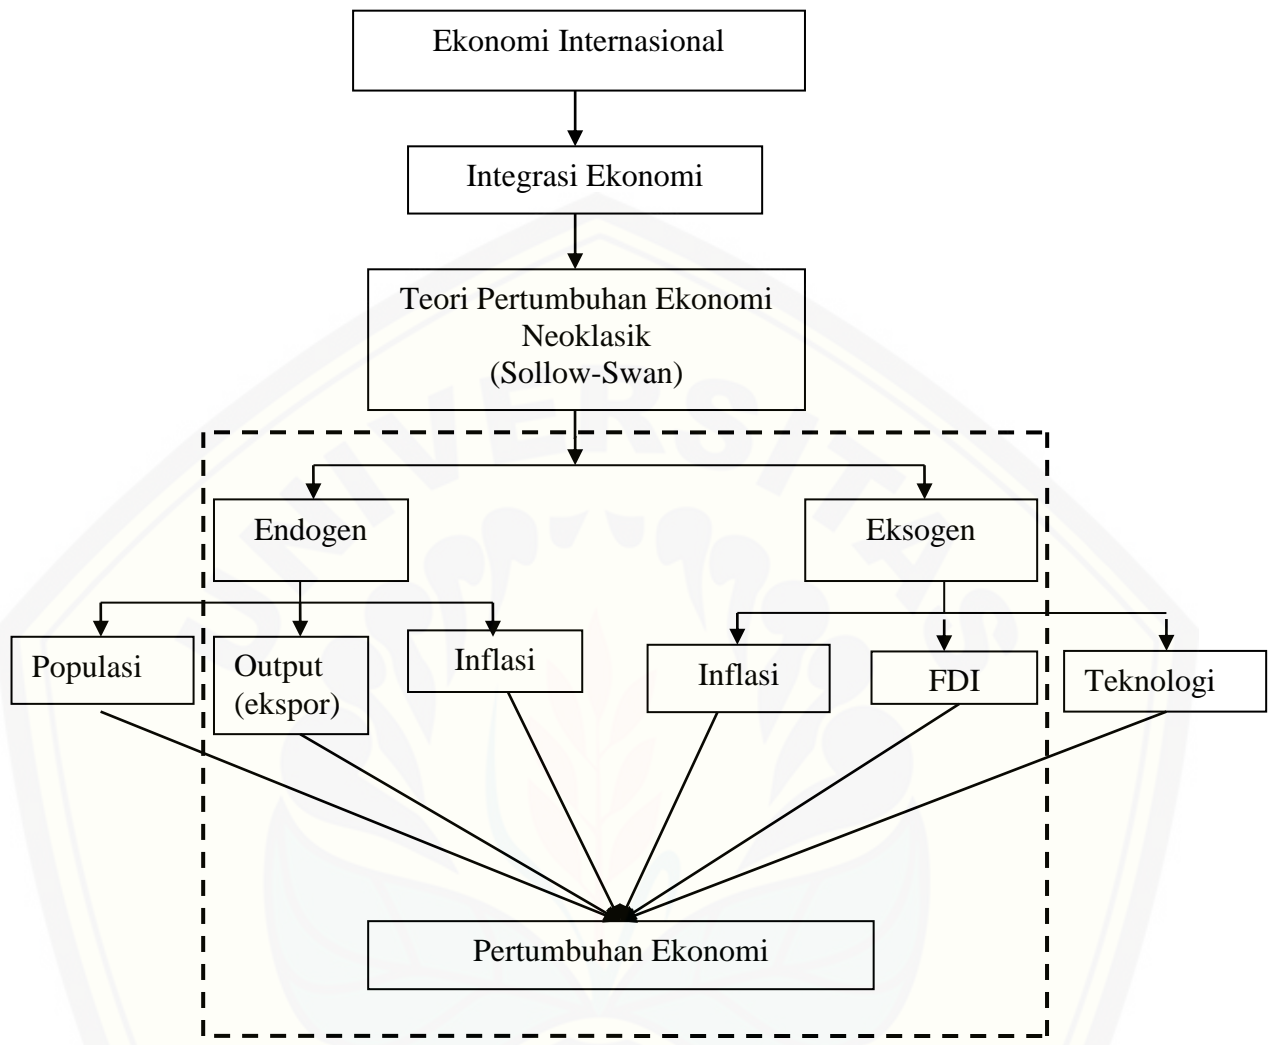 Ekonomi Internasional
Integrasi Ekonomi
Teori Pertumbuhan Ekonomi
Neoklasik
(Sollow-Swan)
UNIVERSITAS
Endogen
Eksogen
Populasi
Output
(ekspor)
Inflasi
Inflasi
FDI
Teknologi
Pertumbuhan Ekonomi